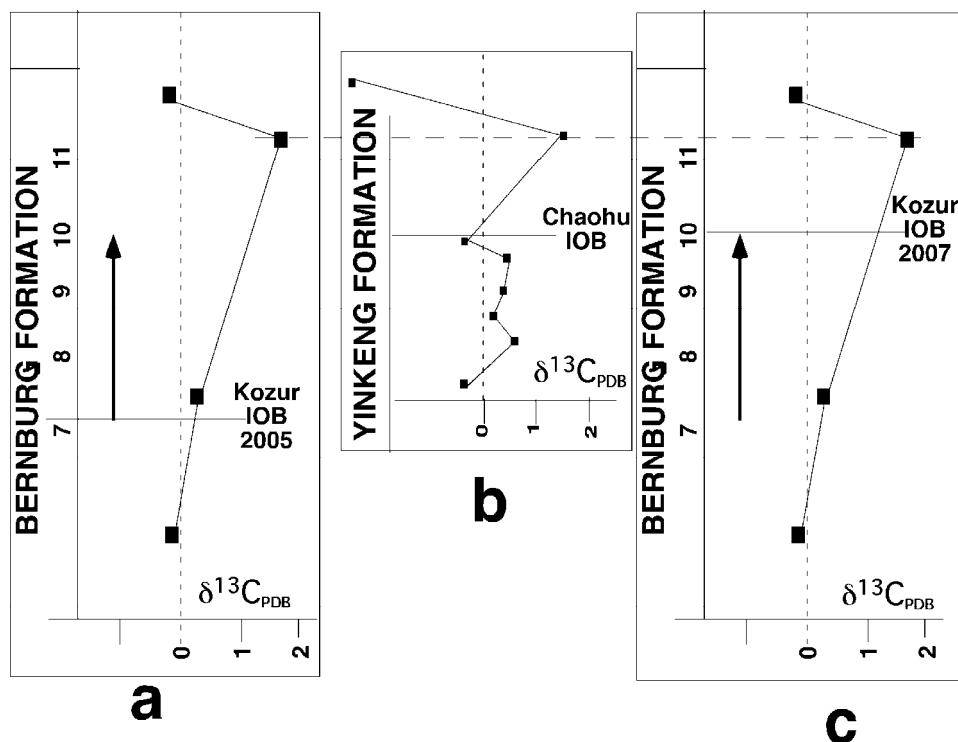 BERNBURG FORMATION
11
10
9
8
7
Kozur
IOB
2005
δ13CPDB
0
1
2
a
YINKENG FORMATION
Chaohu
IOB
δ13CPDB
0
1
2
b
BERNBURG FORMATION
11
10
9
8
7
Kozur
IOB
2007
δ13CPDB
0
1
2
c